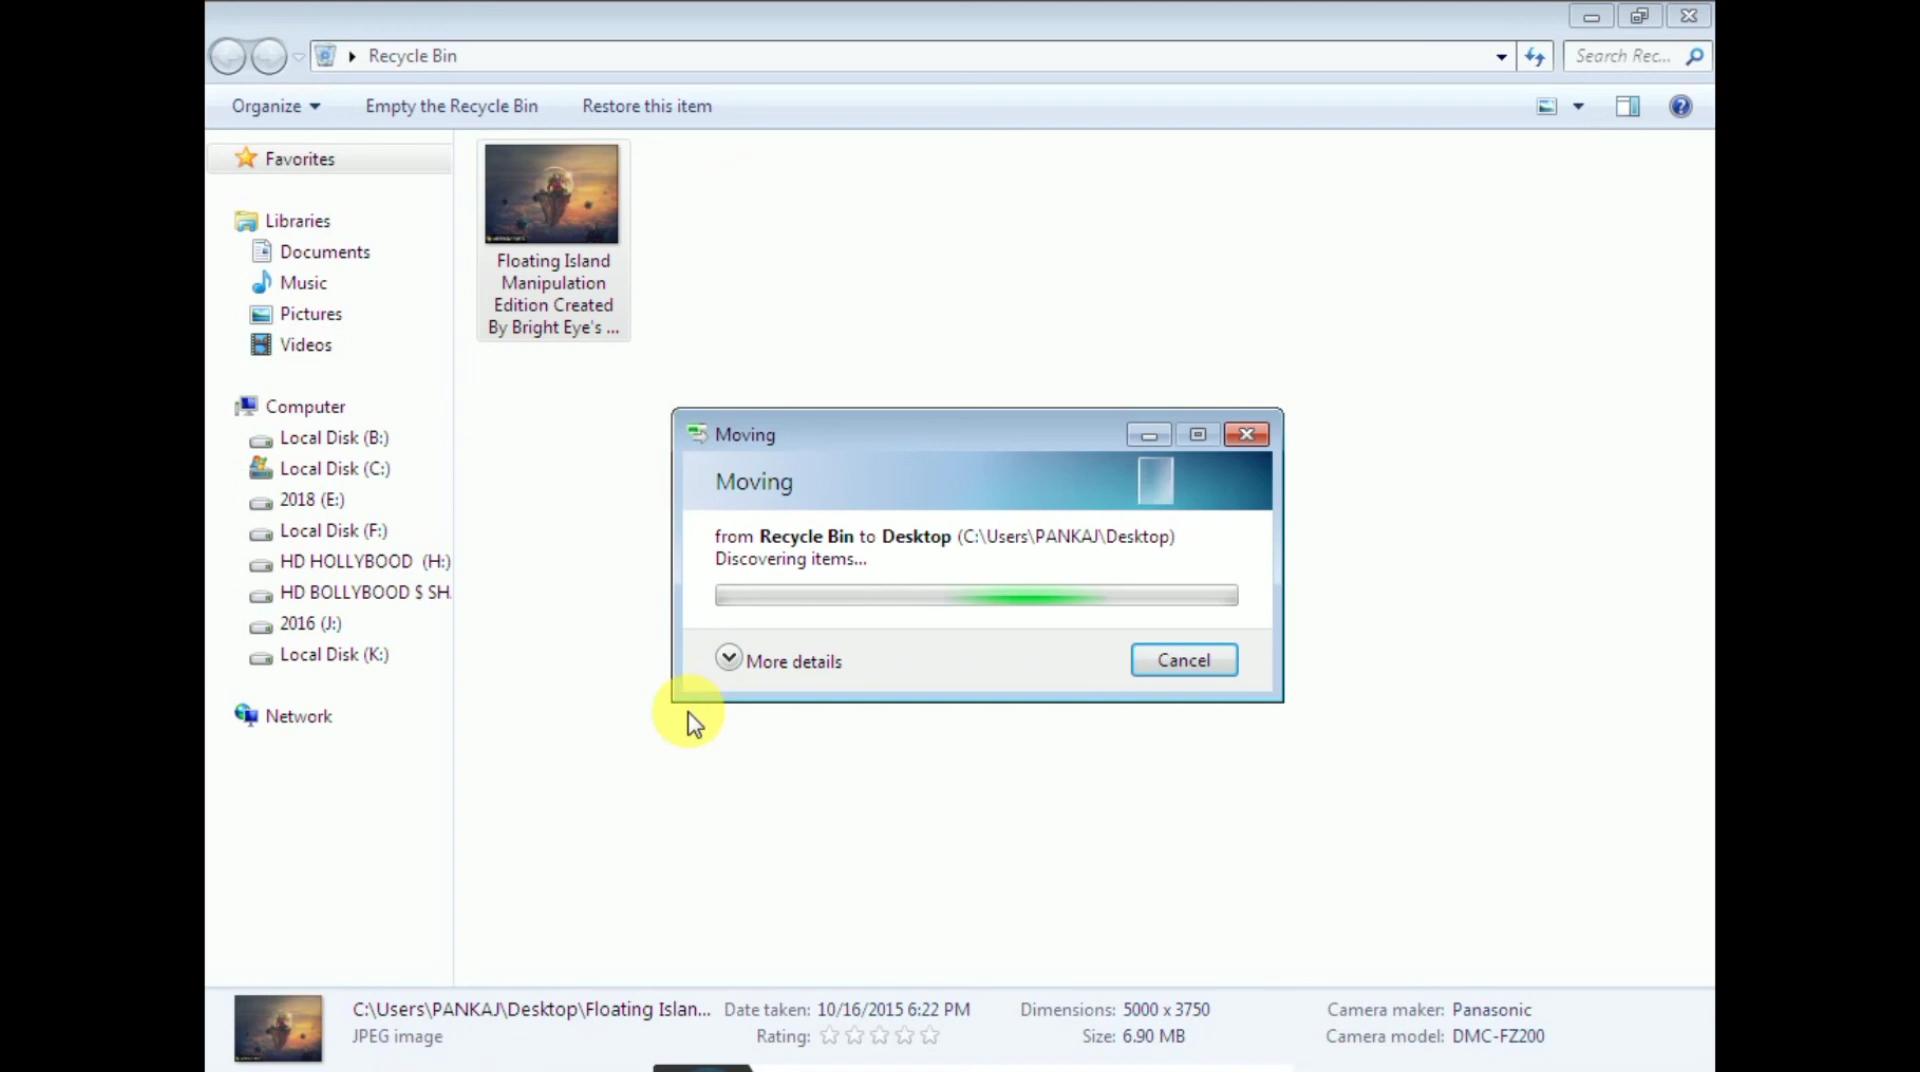 Recycle Bin
Search Rec...
Organize
Empty the Recycle Bin
Restore this item
Favorites
Libraries
Documents
Music
Pictures
Videos
Computer
Local Disk (B:)
Local Disk (C:)
2018 (E:)
Local Disk (F:)
HD HOLLYBOOD (H:)
HD BOLLYBOOD $ SH
2016 (J:)
Local Disk (K:)
Network
Floating Island
Manipulation
Edition Created
By Bright Eye's ...
Moving
Moving
from Recycle Bin to Desktop (C:\Users\PANKAJ\Desktop)
Discovering items...
More details
Cancel
C:\Users\PANKAJ\Desktop\Floating Islan...
JPEG image
Date taken: 10/16/2015 6:22 PM
Rating:
Dimensions: 5000 x 3750
Size: 6.90 MB
Camera maker: Panasonic
Camera model: DMC-FZ200